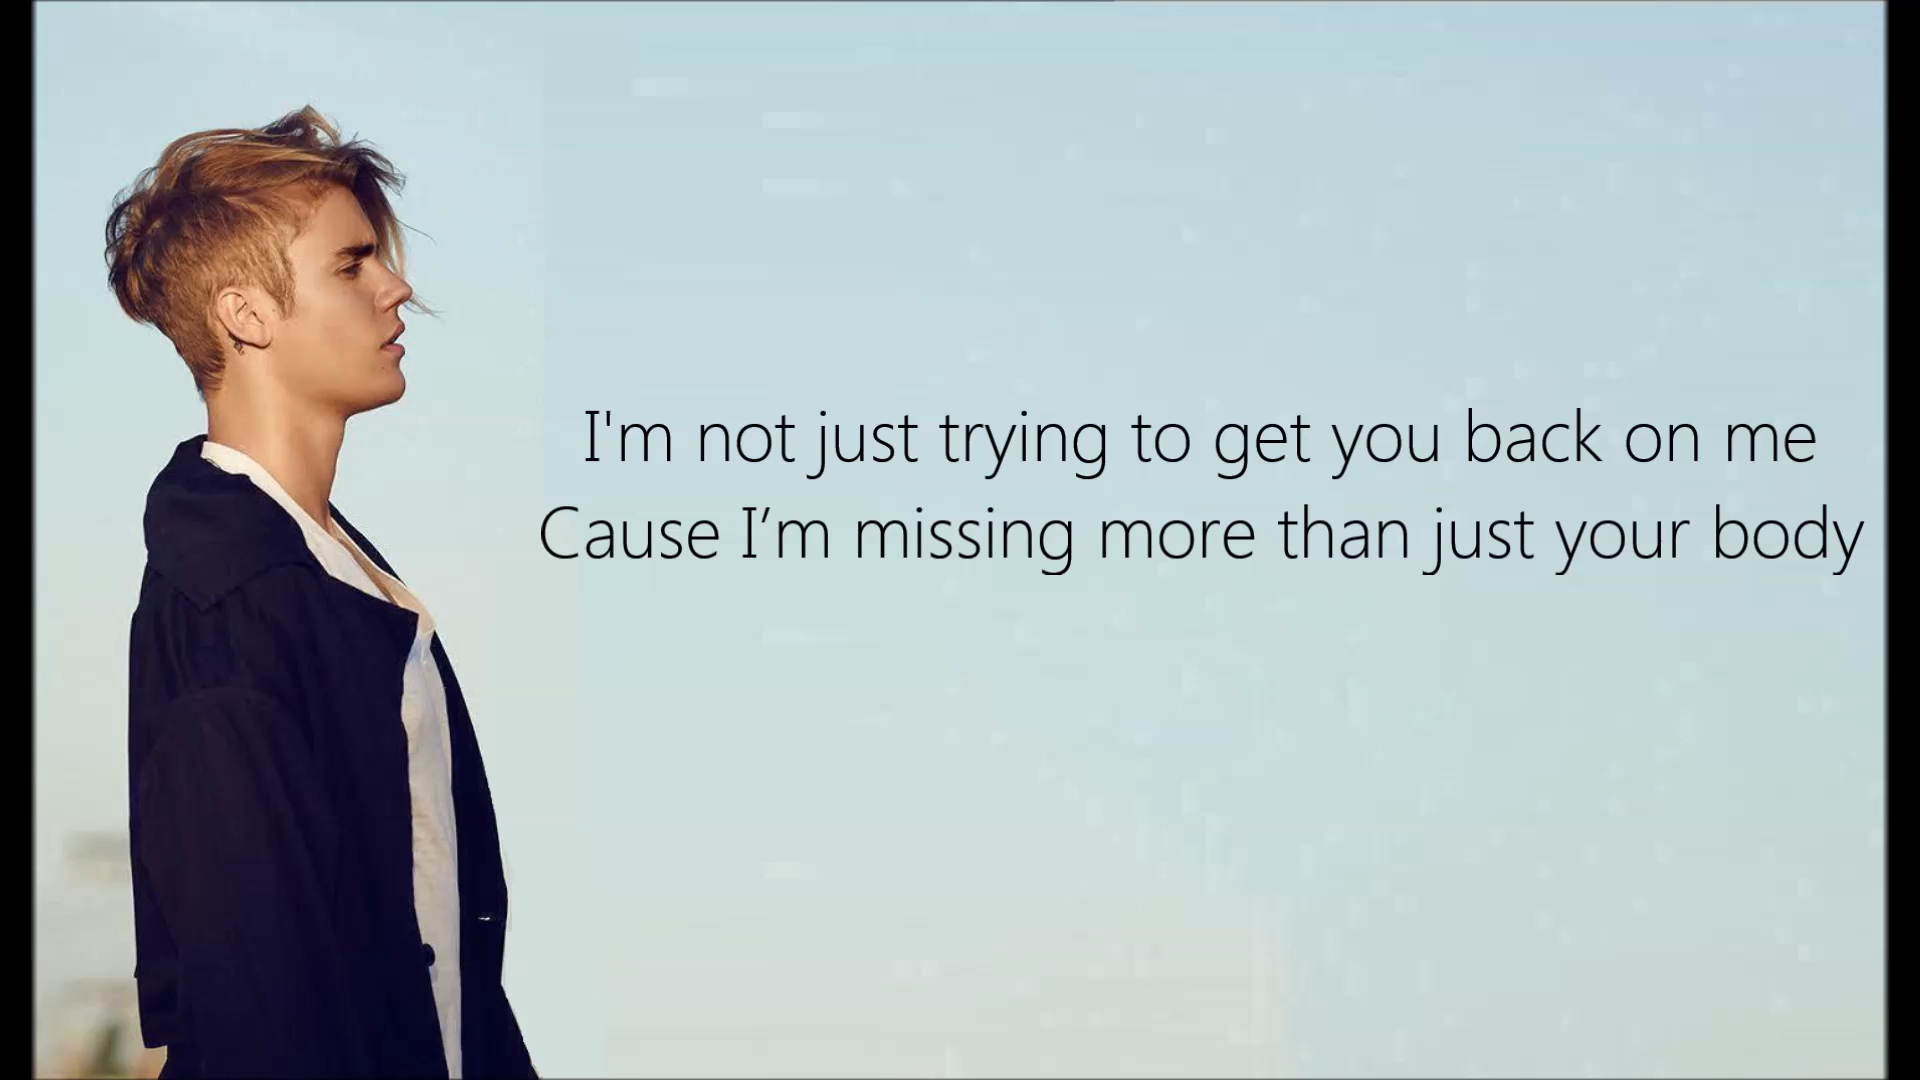 I'm not just trying to get you back on me
Cause I’m missing more than just your body